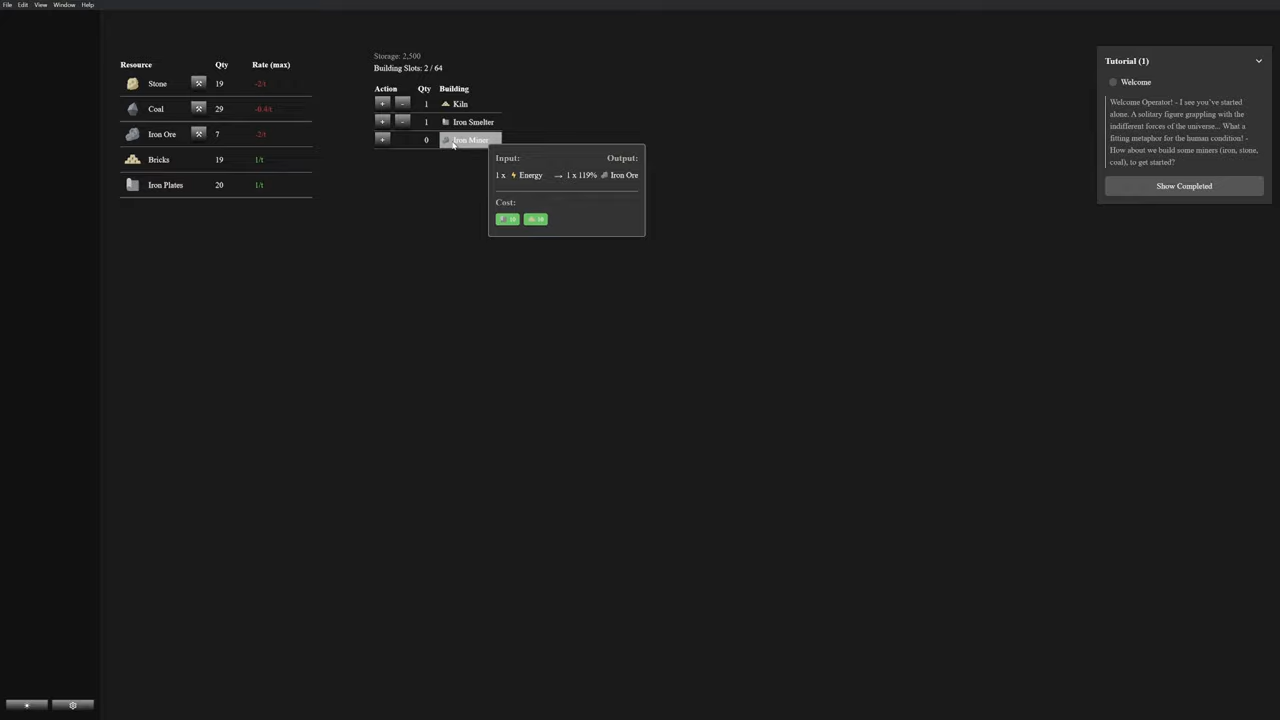 File Edit View Window Help
Storage: 2,500
Building Slots: 2 / 64
Resource Qty Rate (max)
Stone 19 -2/t
Coal 29 -0.4/t
Iron Ore 7 -2/t
Bricks 19 1/t
Iron Plates 20 1/t
Action Qty Building
+ - 1 Kiln
+ - 1 Iron Smelter
+ 0 Iron Miner
Input: Output:
1 x Energy → 1 x 119% Iron Ore
Cost:
10 10
Tutorial (1)
Welcome
Welcome Operator! - I see you've started
alone. A solitary figure grappling with the
indifferent forces of the universe... What a
fitting metaphor for the human condition! -
How about we build some miners (iron, stone,
coal), to get started?
Show Completed